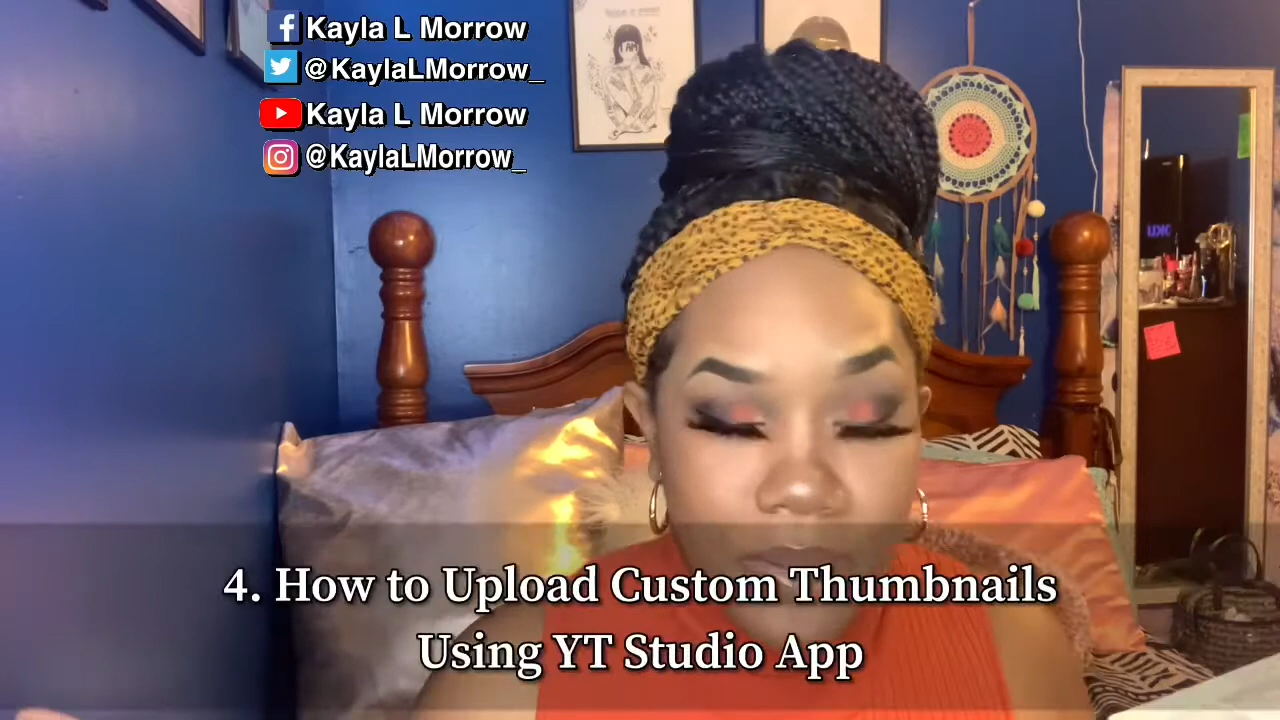 Kayla L Morrow
@KaylaLMorrow_
Kayla L Morrow
@KaylaLMorrow_
4. How to Upload Custom Thumbnails
Using YT Studio App